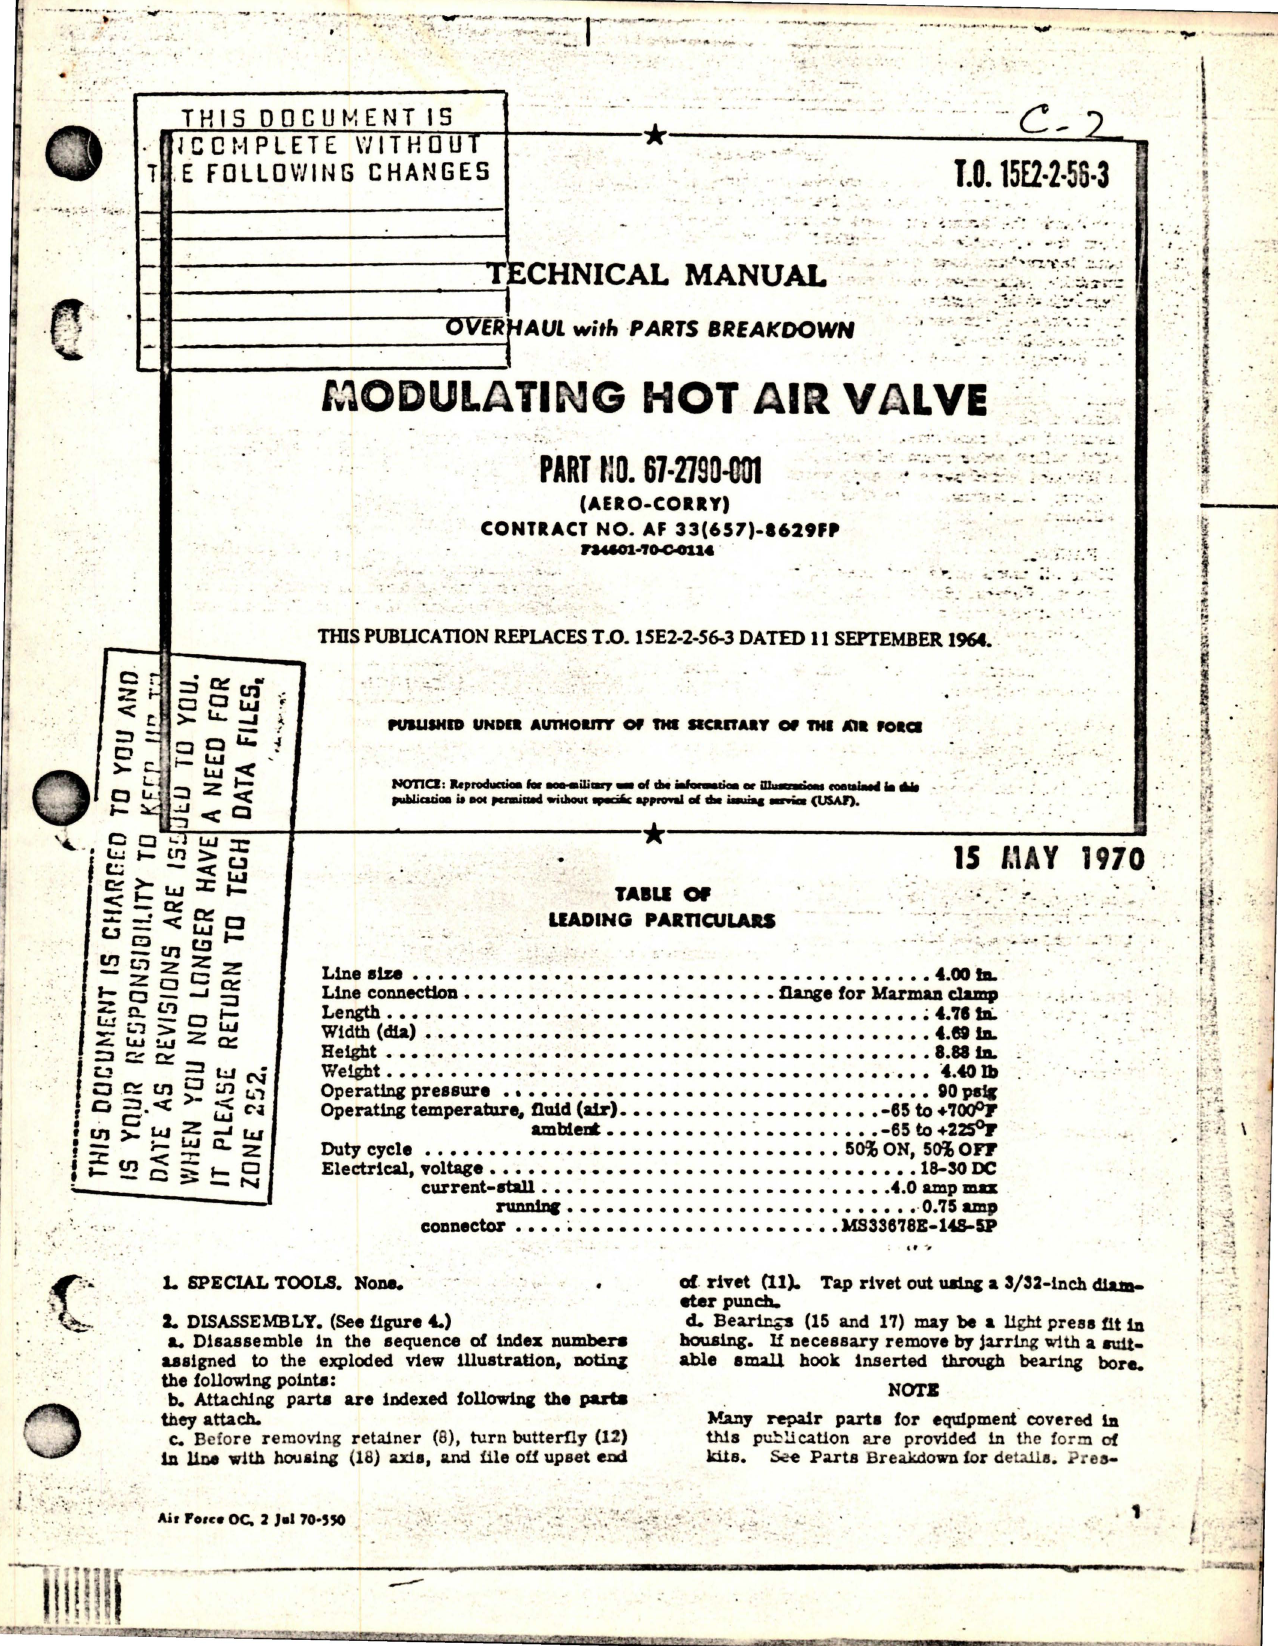 THIS DOCUMENT IS
INCOMPLETE WITHOUT
THE FOLLOWING CHANGES
C-2
T.O. 15E2-2-56-3
TECHNICAL MANUAL
OVERHAUL with PARTS BREAKDOWN
MODULATING HOT AIR VALVE
PART NO. 67-2790-001
(AERO-CORRY)
CONTRACT NO. AF 33(657)-8629FP
F34601-70-C-0114
THIS PUBLICATION REPLACES T.O. 15E2-2-56-3 DATED 11 SEPTEMBER 1964.
PUBLISHED UNDER AUTHORITY OF THE SECRETARY OF THE AIR FORCE
NOTICE: Reproduction for non-military use of the information or illustrations contained in this
publication is not permitted without specific approval of the issuing service (USAF).
15 MAY 1970
THIS DOCUMENT IS CHARGED TO YOU AND
IS YOUR RESPONSIBILITY TO KEEP UP TO
DATE AS REVISIONS ARE ISSUED TO YOU.
WHEN YOU NO LONGER HAVE A NEED FOR
IT PLEASE RETURN TO TECH DATA FILES,
ZONE 252.
TABLE OF
LEADING PARTICULARS
Line size . . . . . . . . . . 4.00 in.
Line connection . . . . . . . . . . flange for Marman clamp
Length . . . . . . . . . . 4.76 in.
Width (dia) . . . . . . . . . . 4.69 in.
Height . . . . . . . . . . 8.88 in.
Weight . . . . . . . . . . 4.40 lb
Operating pressure . . . . . . . . . . 90 psig
Operating temperature, fluid (air) . . . . . . . . . . -65 to +700°F
ambient . . . . . . . . . . -65 to +225°F
Duty cycle . . . . . . . . . . 50% ON, 50% OFF
Electrical, voltage . . . . . . . . . . 18-30 DC
current-stall . . . . . . . . . . 4.0 amp max
running . . . . . . . . . . 0.75 amp
connector . . . . . . . . . . MS33678E-14S-5P
1. SPECIAL TOOLS. None.
2. DISASSEMBLY. (See figure 4.)
a. Disassemble in the sequence of index numbers
assigned to the exploded view illustration, noting
the following points:
b. Attaching parts are indexed following the parts
they attach.
c. Before removing retainer (8), turn butterfly (12)
in line with housing (18) axis, and file off upset end
of rivet (11). Tap rivet out using a 3/32-inch diam-
eter punch.
d. Bearings (15 and 17) may be a light press fit in
housing. If necessary remove by jarring with a suit-
able small hook inserted through bearing bore.
NOTE
Many repair parts for equipment covered in
this publication are provided in the form of
kits. See Parts Breakdown for details. Pres-
Air Force OC, 2 Jul 70-550
1